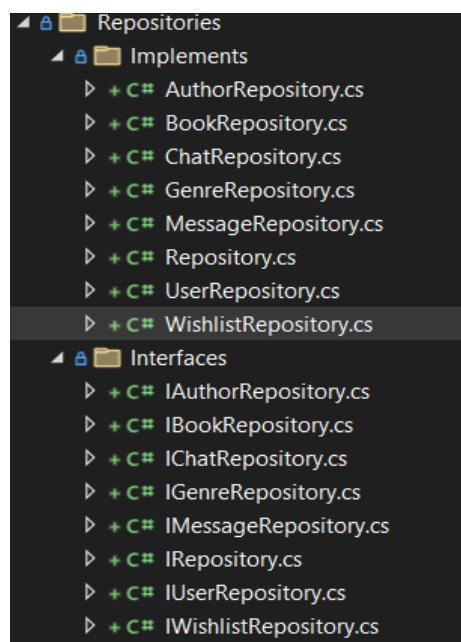 Repositories
Implements
+ C# AuthorRepository.cs
+ C# BookRepository.cs
+ C# ChatRepository.cs
+ C# GenreRepository.cs
+ C# MessageRepository.cs
+ C# Repository.cs
+ C# UserRepository.cs
+ C# WishlistRepository.cs
Interfaces
+ C# IAuthorRepository.cs
+ C# IBookRepository.cs
+ C# IChatRepository.cs
+ C# IGenreRepository.cs
+ C# IMessageRepository.cs
+ C# IRepository.cs
+ C# IUserRepository.cs
+ C# IWishlistRepository.cs